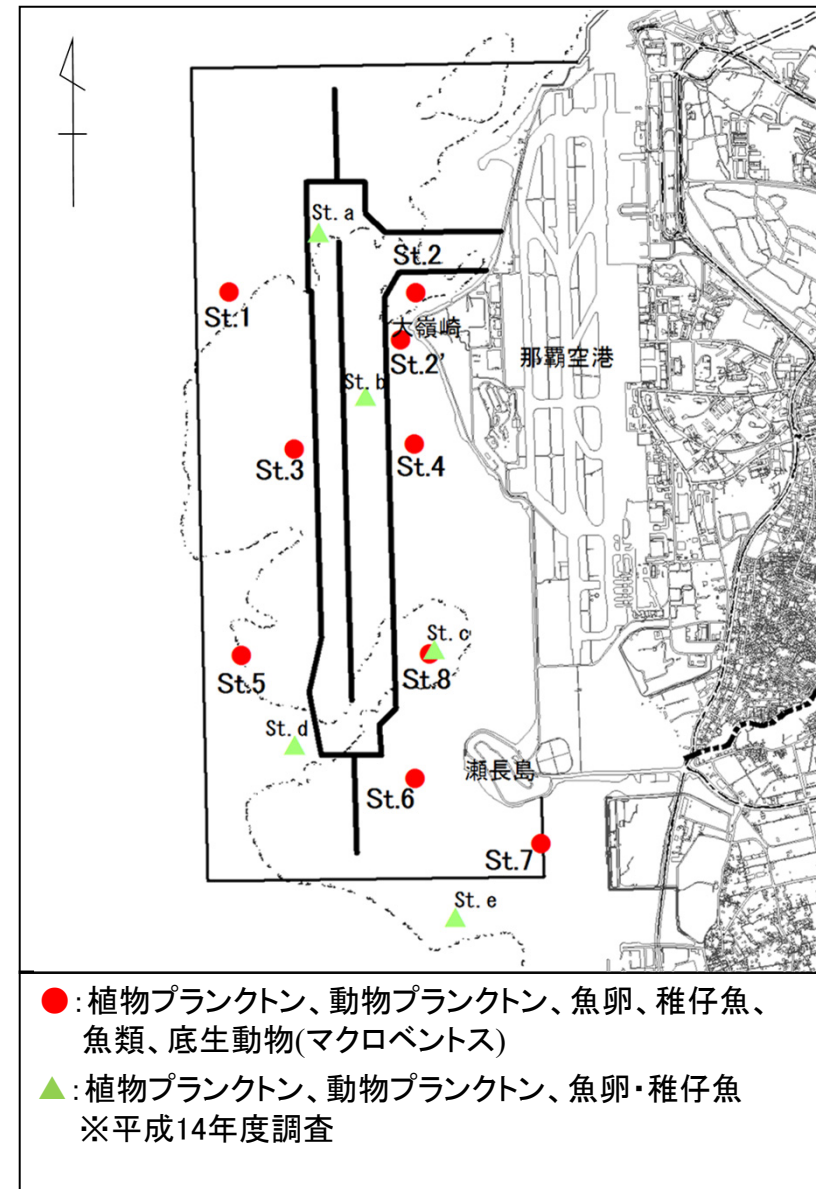 St.a
St.2
St.1
大嶺崎
St.2'
那覇空港
St.b
St.3
St.4
St.c
St.5
St.8
St.d
瀬長島
St.6
St.7
St.e
●:植物プランクトン、動物プランクトン、魚卵、稚仔魚、
魚類、底生動物(マクロベントス)
▲:植物プランクトン、動物プランクトン、魚卵・稚仔魚
※平成14年度調査